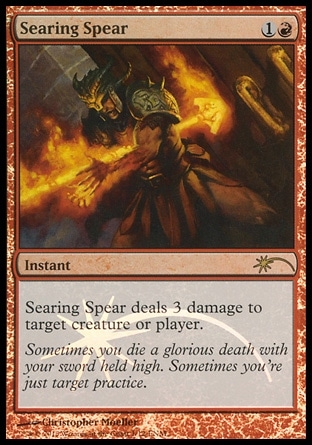 Searing Spear 1
Instant
Searing Spear deals 3 damage to
target creature or player.
Sometimes you die a glorious death with
your sword held high. Sometimes you're
just target practice.
Christopher Moeller